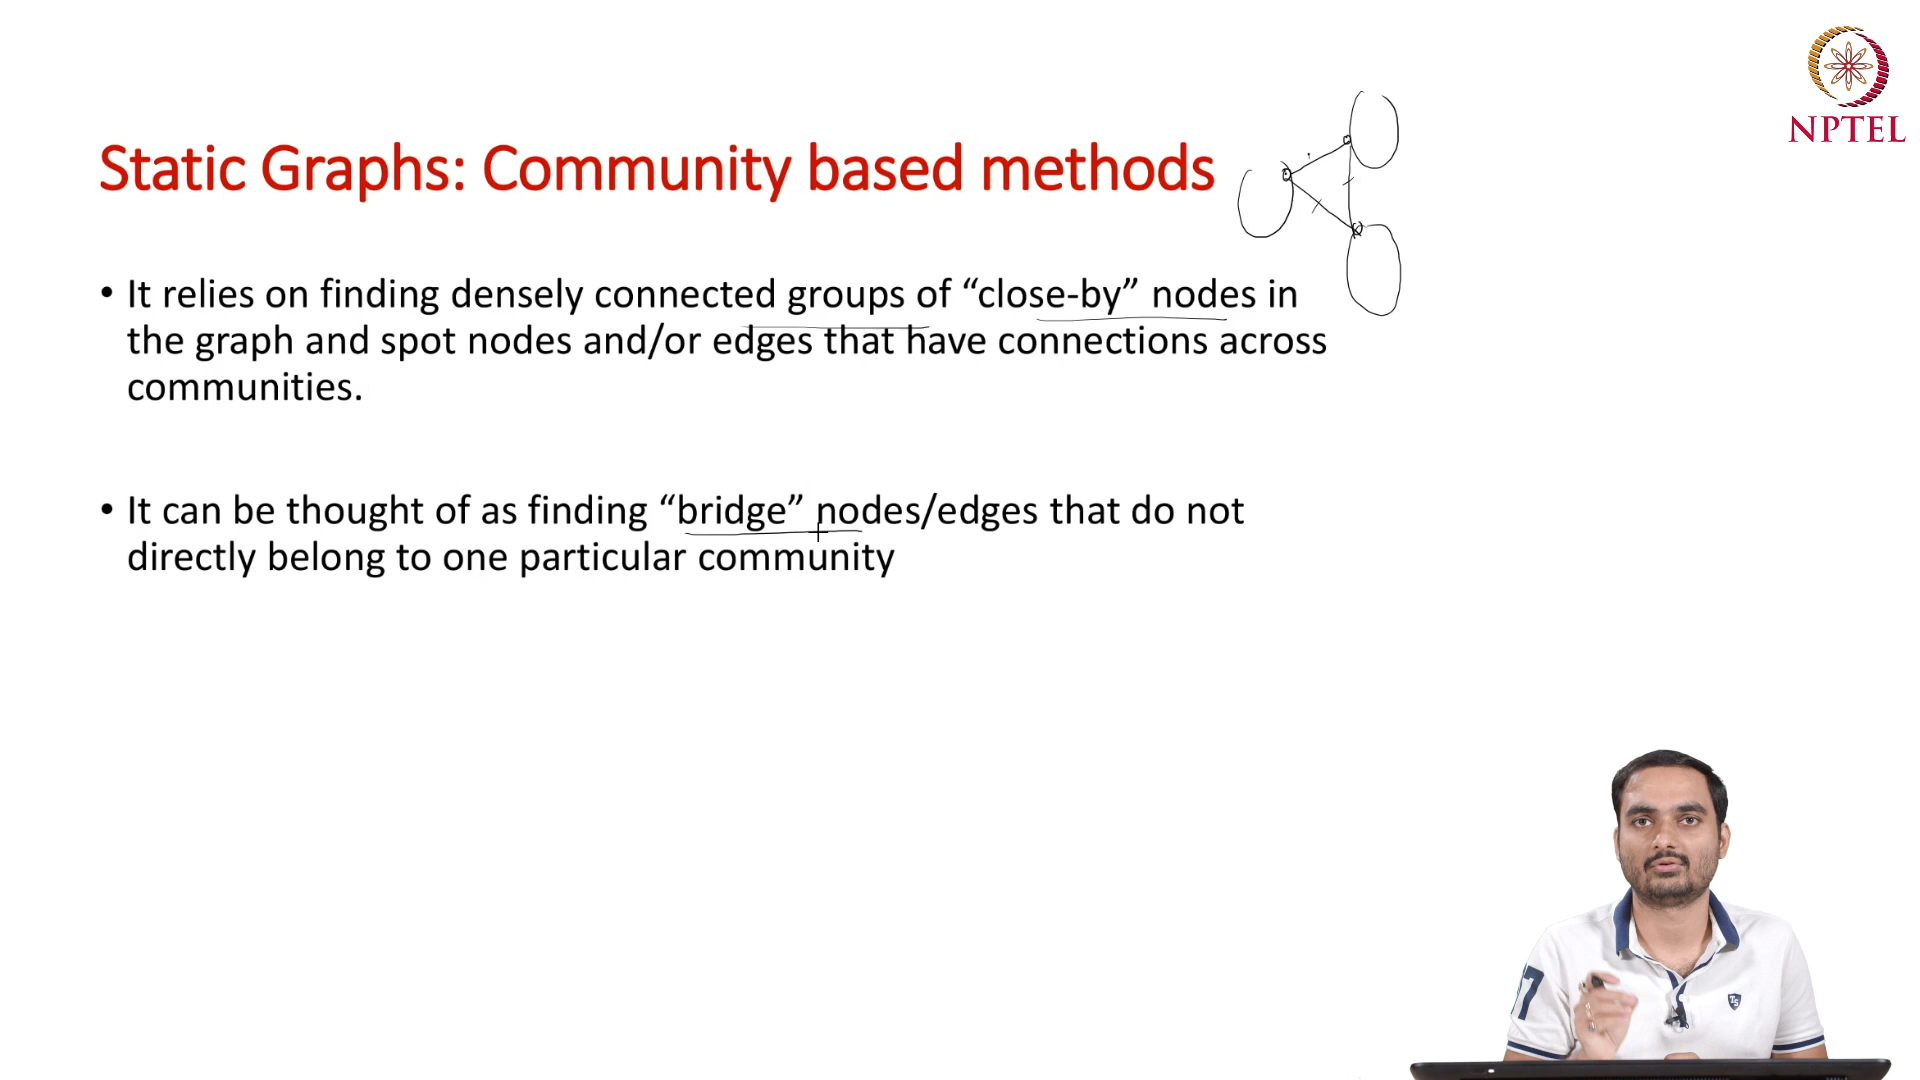 NPTEL
Static Graphs: Community based methods
• It relies on finding densely connected groups of “close-by” nodes in
the graph and spot nodes and/or edges that have connections across
communities.
• It can be thought of as finding “bridge” nodes/edges that do not
directly belong to one particular community
7
TS